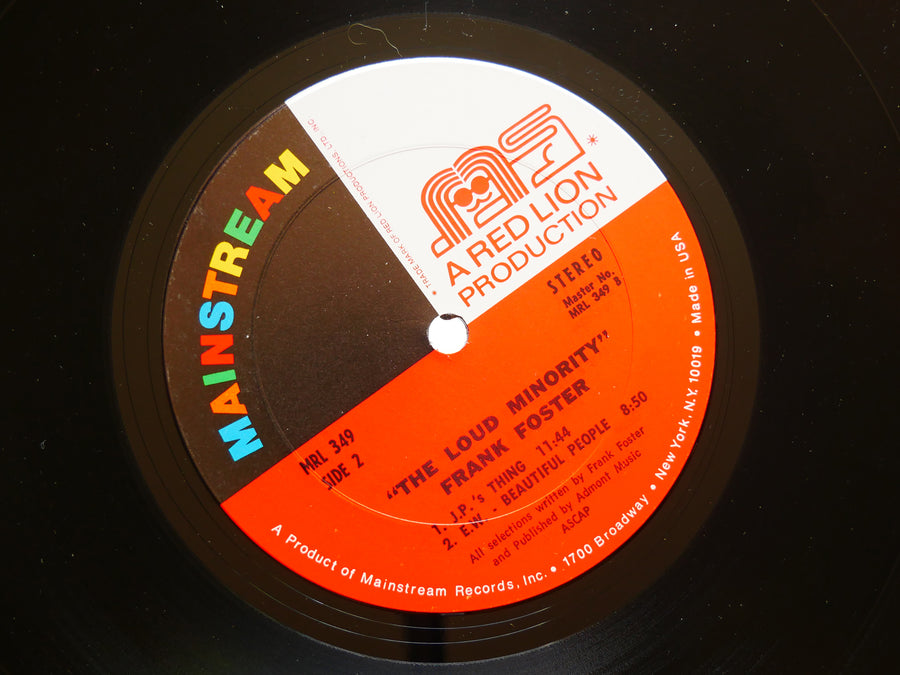 MAINSTREAM
* TRADE MARK OF RED LION PRODUCTIONS, LTD., INC.
*
A RED LION
PRODUCTION
STEREO
Master No.
MRL 349 B
MRL 349
SIDE 2
"THE LOUD MINORITY"
FRANK FOSTER
1. J.P.'s THING 11:44
2. E.W. - BEAUTIFUL PEOPLE 8:50
All selections written by Frank Foster
and Published by Admont Music
ASCAP
A Product of Mainstream Records, Inc. • 1700 Broadway • New York, N.Y. 10019 • Made in USA